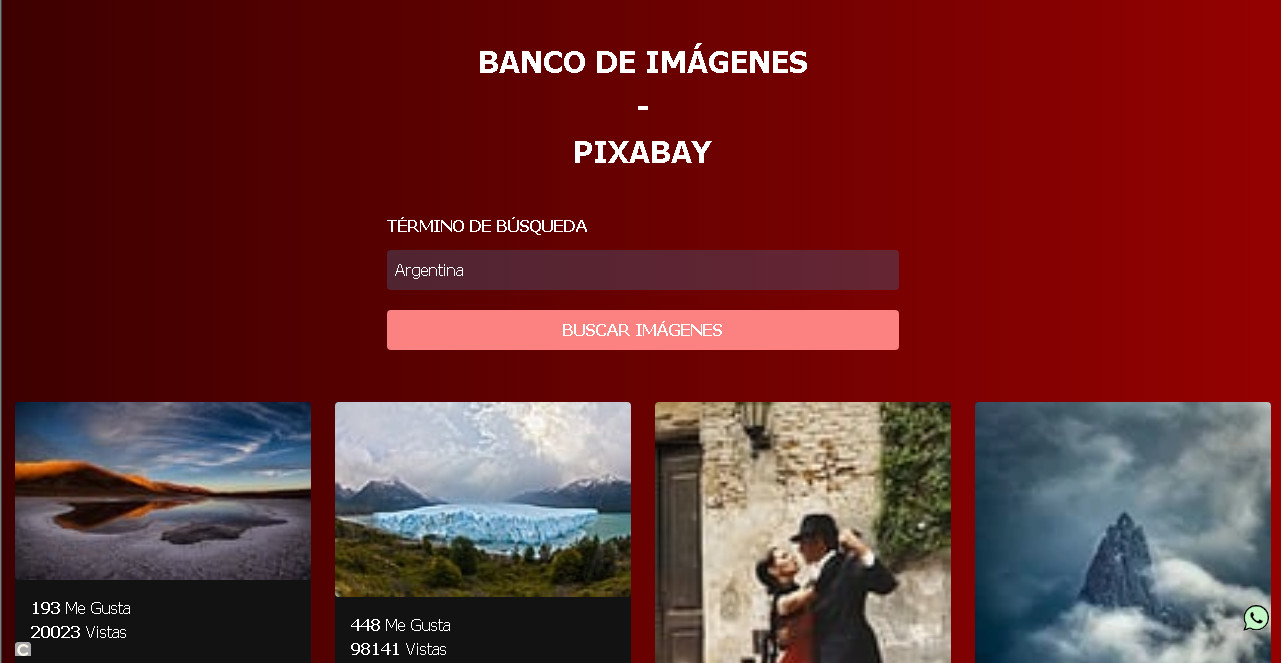 BANCO DE IMÁGENES
-
PIXABAY
TÉRMINO DE BÚSQUEDA
Argentina
BUSCAR IMÁGENES
193 Me Gusta
20023 Vistas
448 Me Gusta
98141 Vistas
C